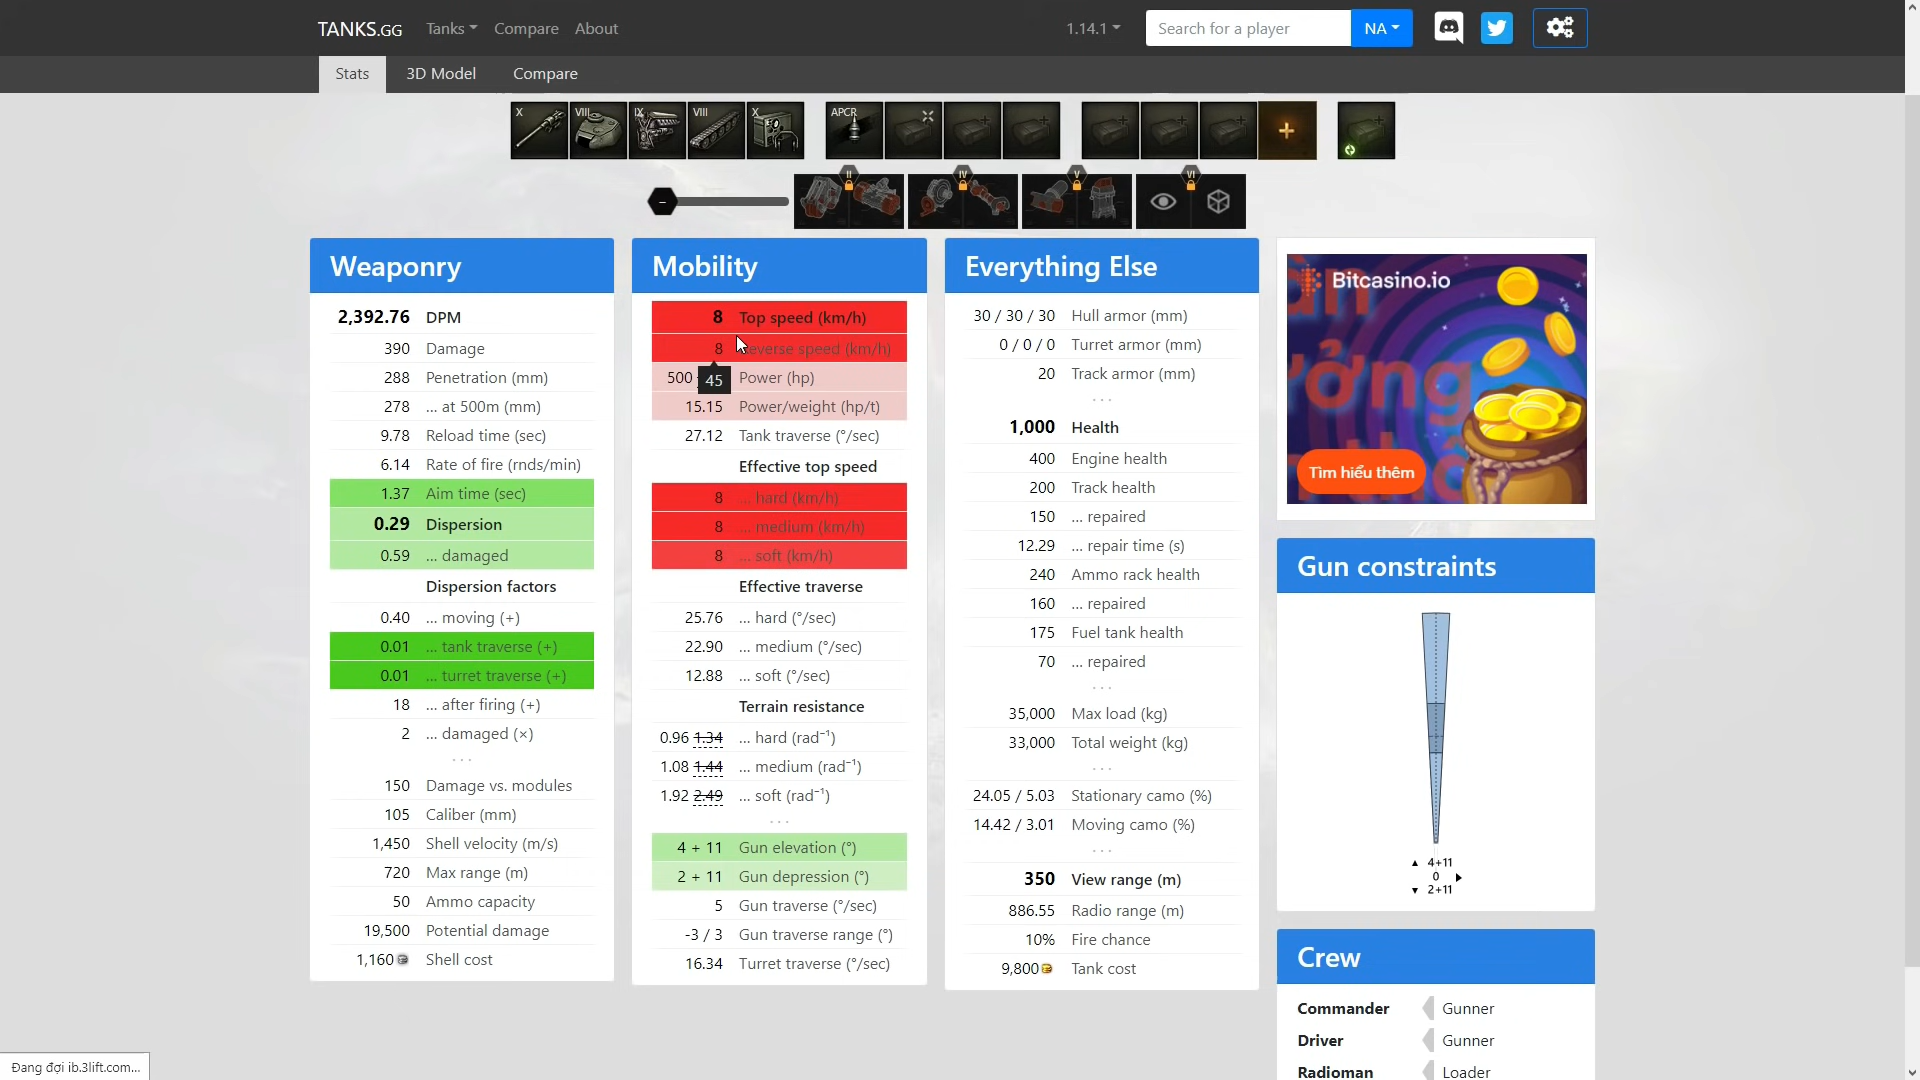 TANKS.GG Tanks Compare About 1.14.1 Search for a player NA
Stats 3D Model Compare
X VIII IX VIII X APCR
II IV V VI
Weaponry
2,392.76 DPM
390 Damage
288 Penetration (mm)
278 ... at 500m (mm)
9.78 Reload time (sec)
6.14 Rate of fire (rnds/min)
1.37 Aim time (sec)
0.29 Dispersion
0.59 ... damaged
Dispersion factors
0.40 ... moving (+)
0.01 ... tank traverse (+)
0.01 ... turret traverse (+)
18 ... after firing (+)
2 ... damaged (×)
...
150 Damage vs. modules
105 Caliber (mm)
1,450 Shell velocity (m/s)
720 Max range (m)
50 Ammo capacity
19,500 Potential damage
1,160 Shell cost
Mobility
8 Top speed (km/h)
8 everse speed (km/h)
45
500 Power (hp)
15.15 Power/weight (hp/t)
27.12 Tank traverse (°/sec)
Effective top speed
8 ... hard (km/h)
8 ... medium (km/h)
8 ... soft (km/h)
Effective traverse
25.76 ... hard (°/sec)
22.90 ... medium (°/sec)
12.88 ... soft (°/sec)
Terrain resistance
0.96 1.34 ... hard (rad⁻¹)
1.08 1.44 ... medium (rad⁻¹)
1.92 2.49 ... soft (rad⁻¹)
...
4 + 11 Gun elevation (°)
2 + 11 Gun depression (°)
5 Gun traverse (°/sec)
-3 / 3 Gun traverse range (°)
16.34 Turret traverse (°/sec)
Everything Else
30 / 30 / 30 Hull armor (mm)
0 / 0 / 0 Turret armor (mm)
20 Track armor (mm)
...
1,000 Health
400 Engine health
200 Track health
150 ... repaired
12.29 ... repair time (s)
240 Ammo rack health
160 ... repaired
175 Fuel tank health
70 ... repaired
...
35,000 Max load (kg)
33,000 Total weight (kg)
...
24.05 / 5.03 Stationary camo (%)
14.42 / 3.01 Moving camo (%)
...
350 View range (m)
886.55 Radio range (m)
10% Fire chance
9,800 Tank cost
Bitcasino.io
Tìm hiểu thêm
Gun constraints
▲ 4+11
0 ▶
▼ 2+11
Crew
Commander Gunner
Driver Gunner
Radioman Loader
Đang đợi ib.3lift.com...